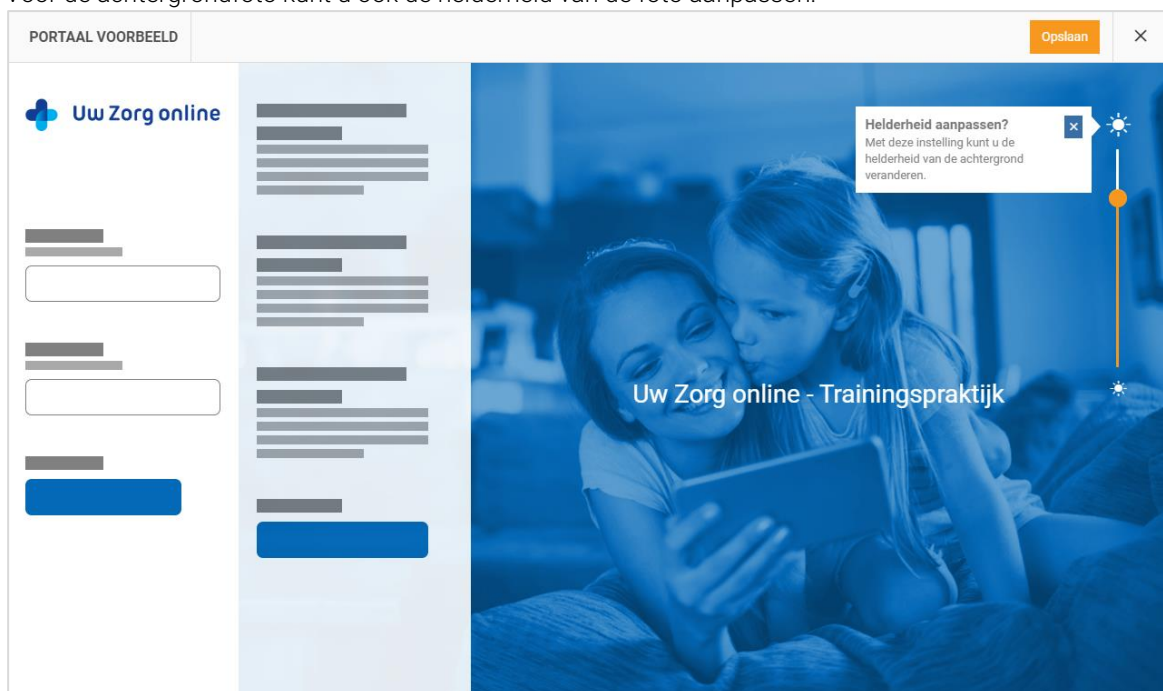 Voor de achtergrondfoto kunt u ook de helderheid van de foto aanpassen.
PORTAAL VOORBEELD
Opslaan
Uw Zorg online
Helderheid aanpassen?
Met deze instelling kunt u de
helderheid van de achtergrond
veranderen.
Uw Zorg online - Trainingspraktijk